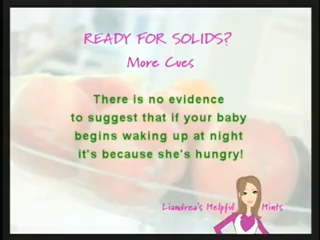 READY FOR SOLIDS?
More Cues
There is no evidence
to suggest that if your baby
begins waking up at night
it's because she's hungry!
Liandrea's Helpful Mints